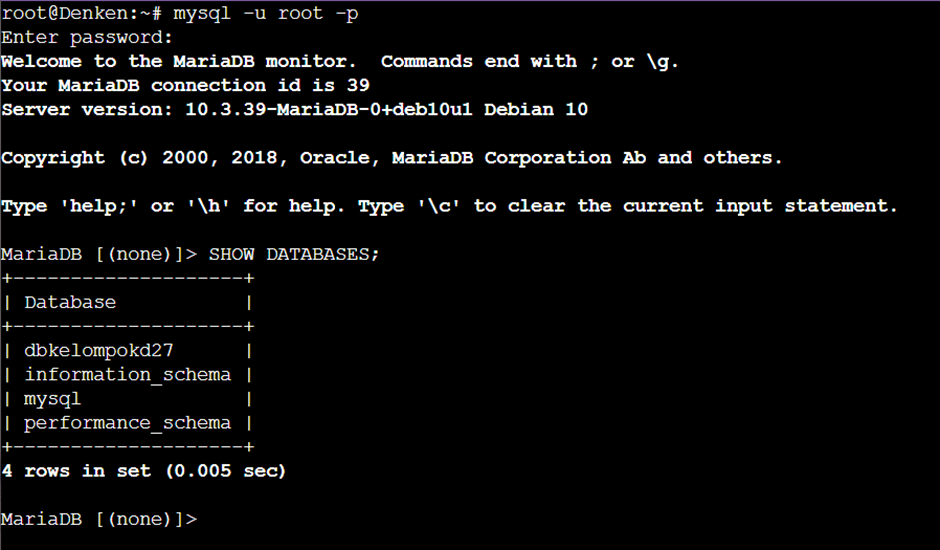 root@Denken:~# mysql -u root -p
Enter password:
Welcome to the MariaDB monitor.  Commands end with ; or \g.
Your MariaDB connection id is 39
Server version: 10.3.39-MariaDB-0+deb10u1 Debian 10
Copyright (c) 2000, 2018, Oracle, MariaDB Corporation Ab and others.
Type 'help;' or '\h' for help. Type '\c' to clear the current input statement.
MariaDB [(none)]> SHOW DATABASES;
+--------------------+
| Database           |
+--------------------+
| dbkelompokd27      |
| information_schema |
| mysql              |
| performance_schema |
+--------------------+
4 rows in set (0.005 sec)
MariaDB [(none)]>